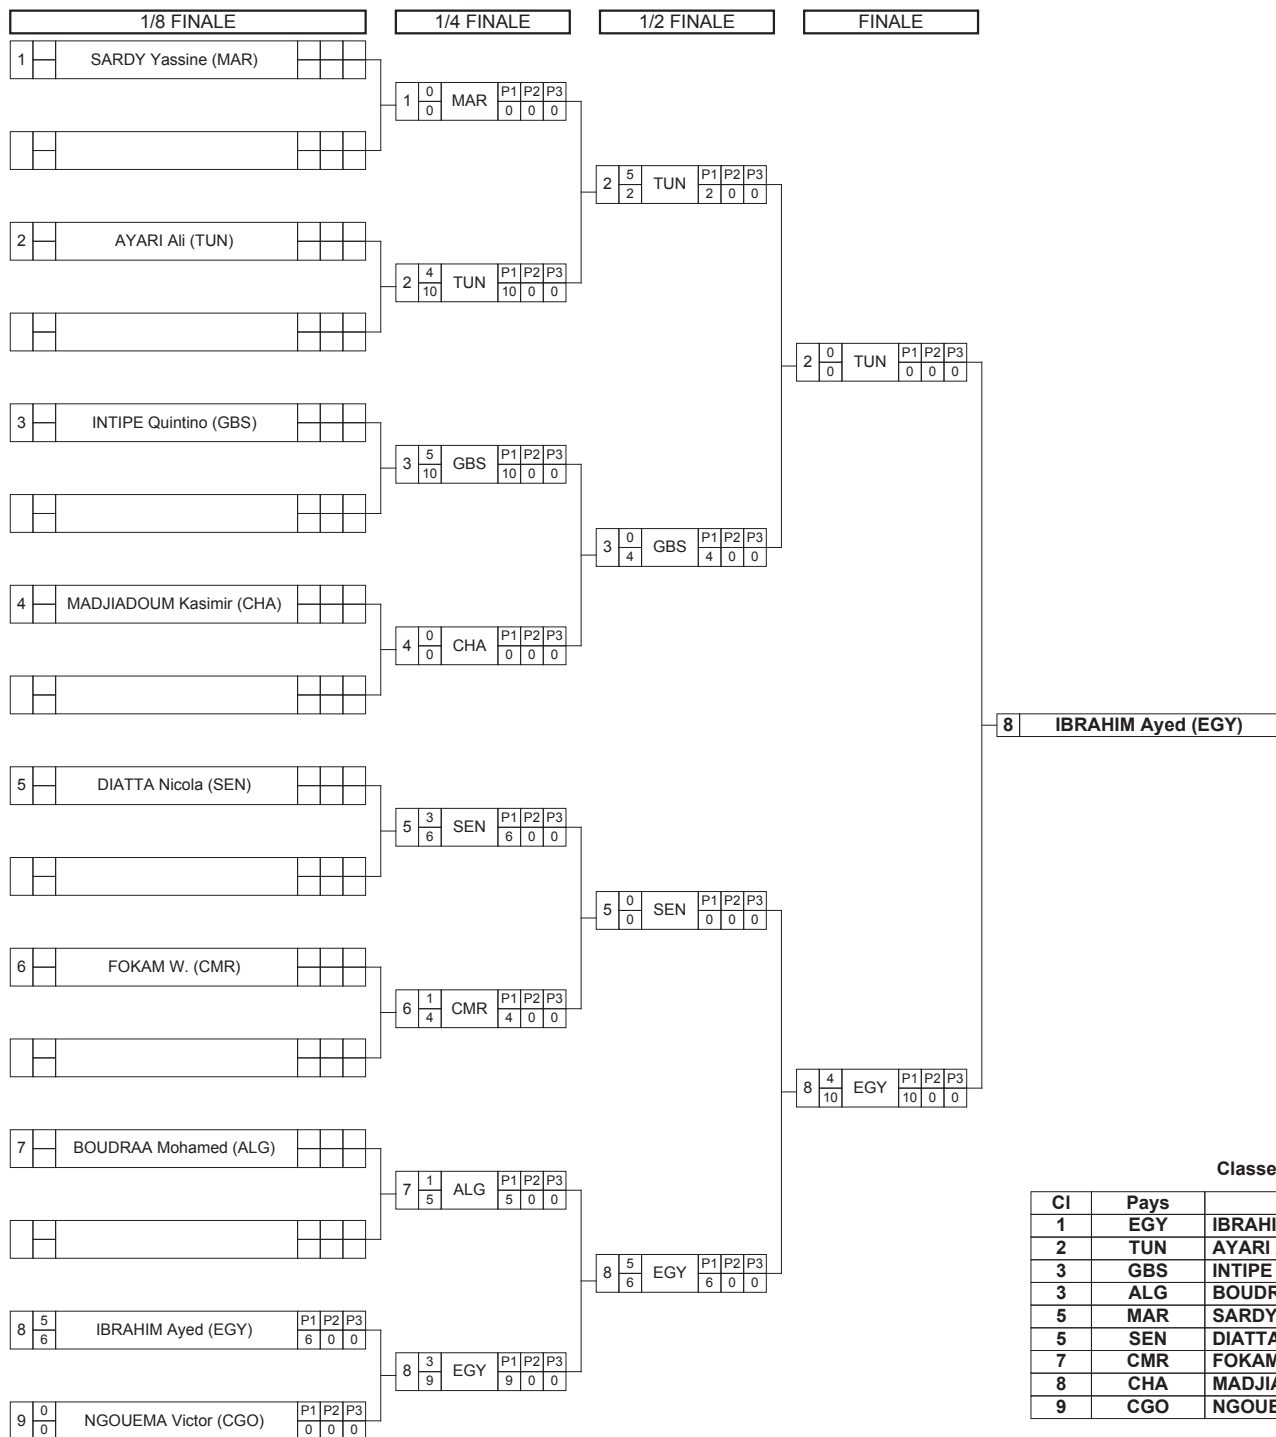 1/8 FINALE 1/4 FINALE 1/2 FINALE FINALE
1 SARDY Yassine (MAR)
1 0 MAR P1 P2 P3
0 0 0 0
2 5 TUN P1 P2 P3
2 2 0 0
2 AYARI Ali (TUN)
2 4 TUN P1 P2 P3
10 10 0 0
2 0 TUN P1 P2 P3
0 0 0 0
3 INTIPE Quintino (GBS)
3 5 GBS P1 P2 P3
10 10 0 0
3 0 GBS P1 P2 P3
4 4 0 0
4 MADJIADOUM Kasimir (CHA)
4 0 CHA P1 P2 P3
0 0 0 0
8 IBRAHIM Ayed (EGY)
5 DIATTA Nicola (SEN)
5 3 SEN P1 P2 P3
6 6 0 0
5 0 SEN P1 P2 P3
0 0 0 0
6 FOKAM W. (CMR)
6 1 CMR P1 P2 P3
4 4 0 0
8 4 EGY P1 P2 P3
10 10 0 0
7 BOUDRAA Mohamed (ALG)
7 1 ALG P1 P2 P3
5 5 0 0
8 5 EGY P1 P2 P3
6 6 0 0
8 5 IBRAHIM Ayed (EGY) P1 P2 P3
6 6 0 0
8 3 EGY P1 P2 P3
9 9 0 0
9 0 NGOUEMA Victor (CGO) P1 P2 P3
0 0 0 0
Classe
Cl Pays
1 EGY IBRAHI
2 TUN AYARI
3 GBS INTIPE
3 ALG BOUDR
5 MAR SARDY
5 SEN DIATTA
7 CMR FOKAM
8 CHA MADJIA
9 CGO NGOUE